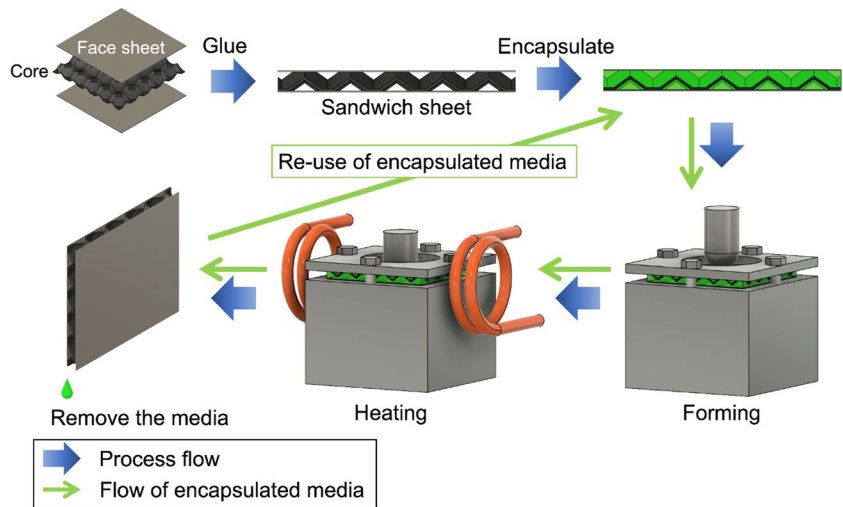 Face sheet
Core
Glue
Sandwich sheet
Encapsulate
Re-use of encapsulated media
Remove the media
Heating
Forming
Process flow
Flow of encapsulated media